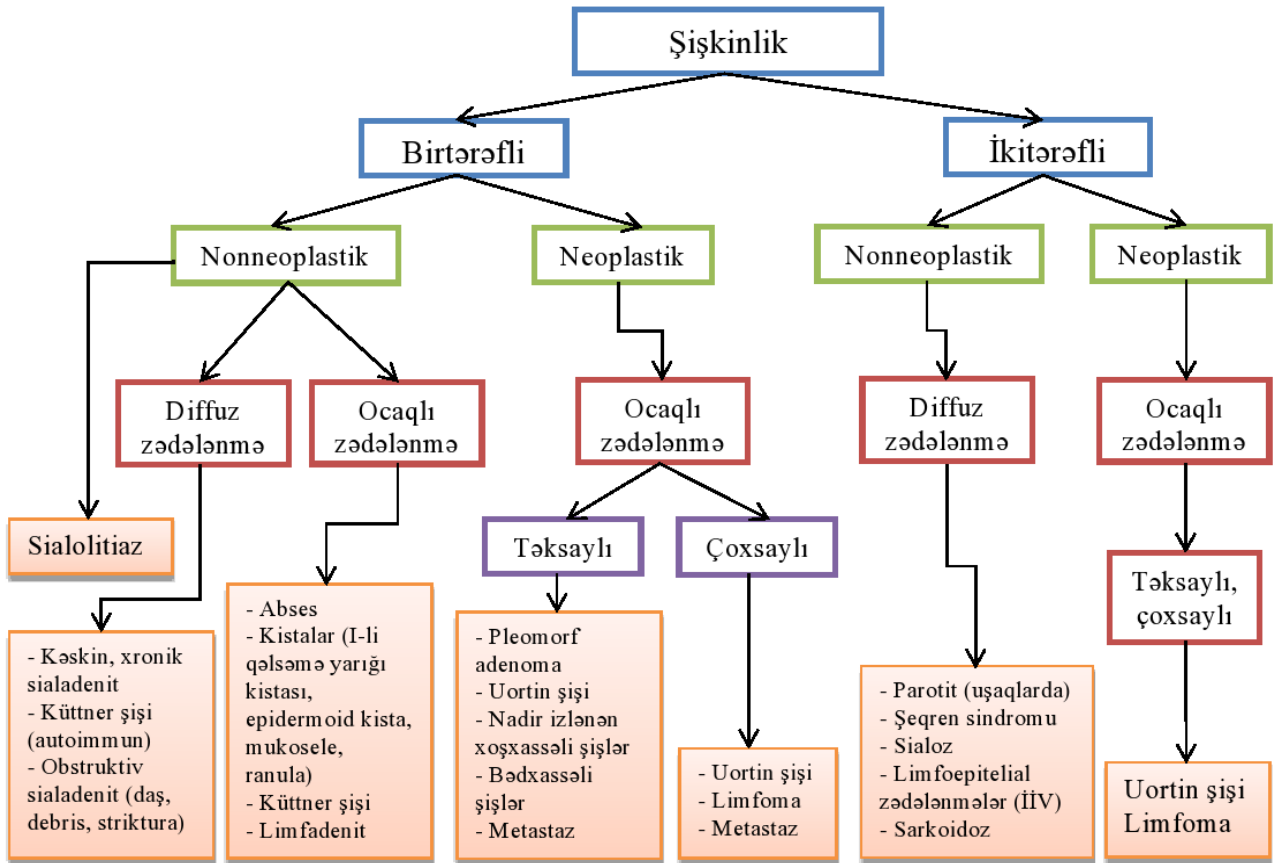 Şişkinlik
Birtərəfli
İkitərəfli
Nonneoplastik
Neoplastik
Nonneoplastik
Neoplastik
Diffuz
zədələnmə
Ocaqlı
zədələnmə
Ocaqlı
zədələnmə
Diffuz
zədələnmə
Ocaqlı
zədələnmə
Sialolitiaz
Təksaylı
Çoxsaylı
Təksaylı,
çoxsaylı
- Kəskin, xronik
sialadenit
- Küttner şişi
(autoimmun)
- Obstruktiv
sialadenit (daş,
debris, striktura)
- Abses
- Kistalar (I-li
qəlsəmə yarığı
kistası,
epidermoid kista,
mukosele,
ranula)
- Küttner şişi
- Limfadenit
- Pleomorf
adenoma
- Uortin şişi
- Nadir izlənən
xoşxassəli şişlər
- Bədxassəli
şişlər
- Metastaz
- Uortin şişi
- Limfoma
- Metastaz
- Parotit (uşaqlarda)
- Şeqren sindromu
- Sialoz
- Limfoepitelial
zədələnmələr (İİV)
- Sarkoidoz
Uortin şişi
Limfoma